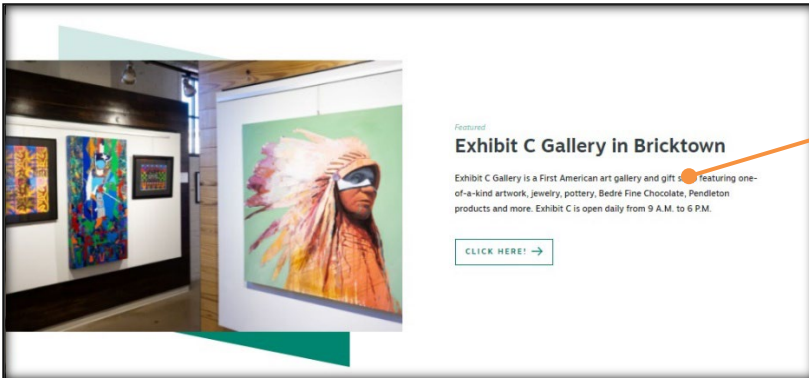 Featured
Exhibit C Gallery in Bricktown
Exhibit C Gallery is a First American art gallery and gift featuring one-
of-a-kind artwork, jewelry, pottery, Bedré Fine Chocolate, Pendleton
products and more. Exhibit C is open daily from 9 A.M. to 6 P.M.
CLICK HERE! →